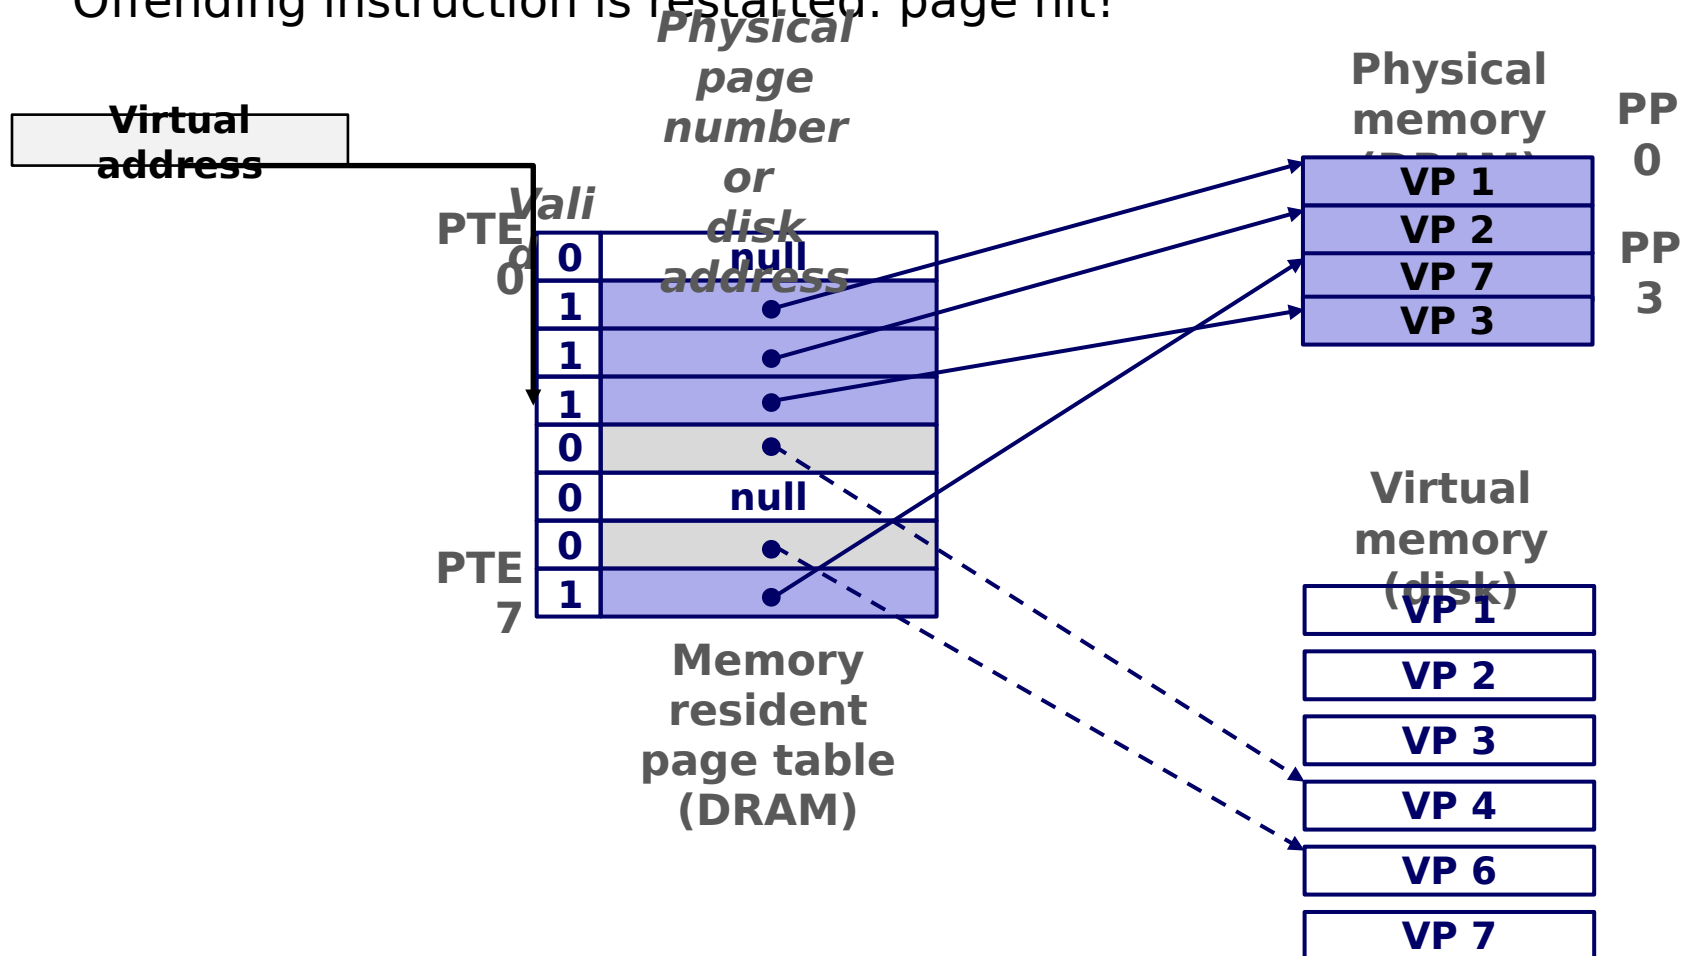 Offending instruction is restarted: page hit!
Physical
page
number
or
disk
address
Physical
memory
(DRAM)
PP
0
Virtual
address
Vali
d
PTE
0
0
null
1
1
1
0
0
null
0
1
PTE
7
VP 1
VP 2
VP 7
VP 3
PP
3
Memory
resident
page table
(DRAM)
Virtual
memory
(disk)
VP 1
VP 2
VP 3
VP 4
VP 6
VP 7